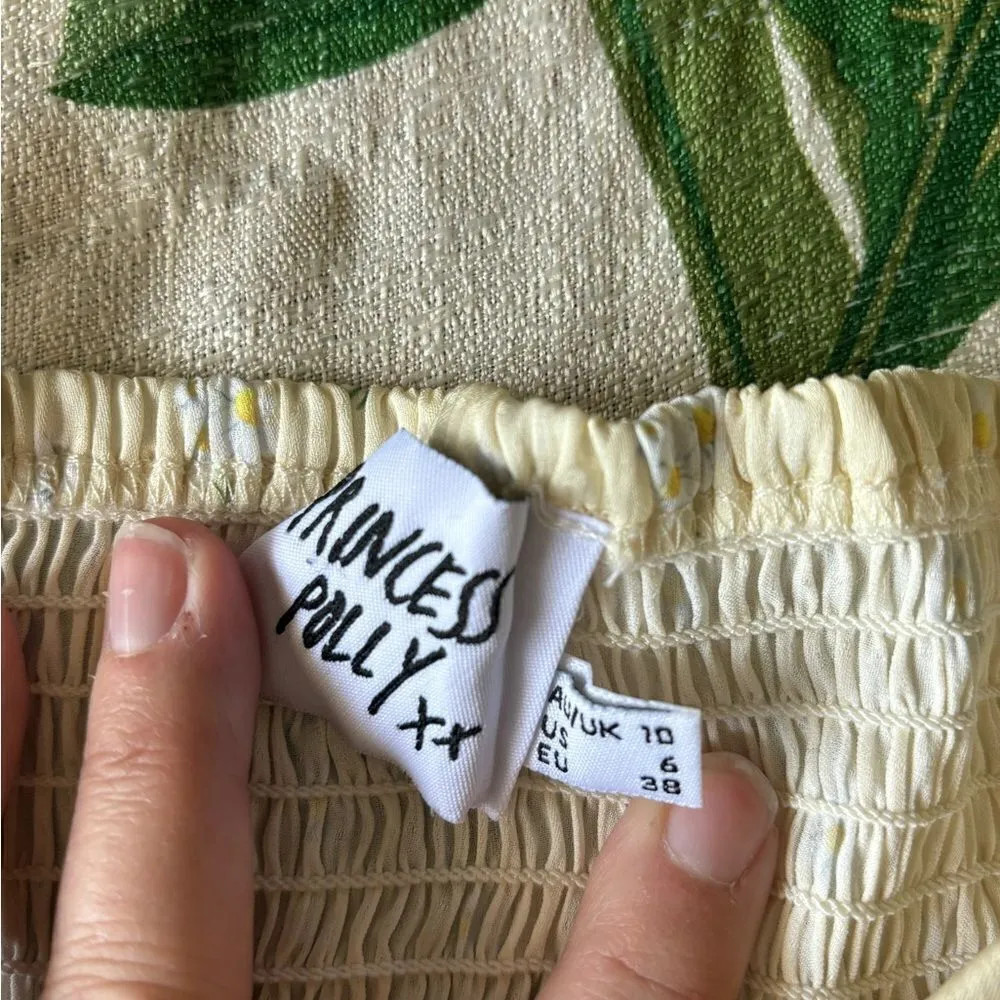 PRINCESS
POLLY
xx
AU/UK 10
US 6
EU 38